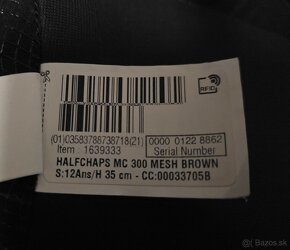 RFID
(01)03583788738718(21)
0000 0122 8862
Item : 1639333
Serial Number
HALFCHAPS MC 300 MESH BROWN
S:12Ans/H 35 cm - CC:00033705B
bazos.sk